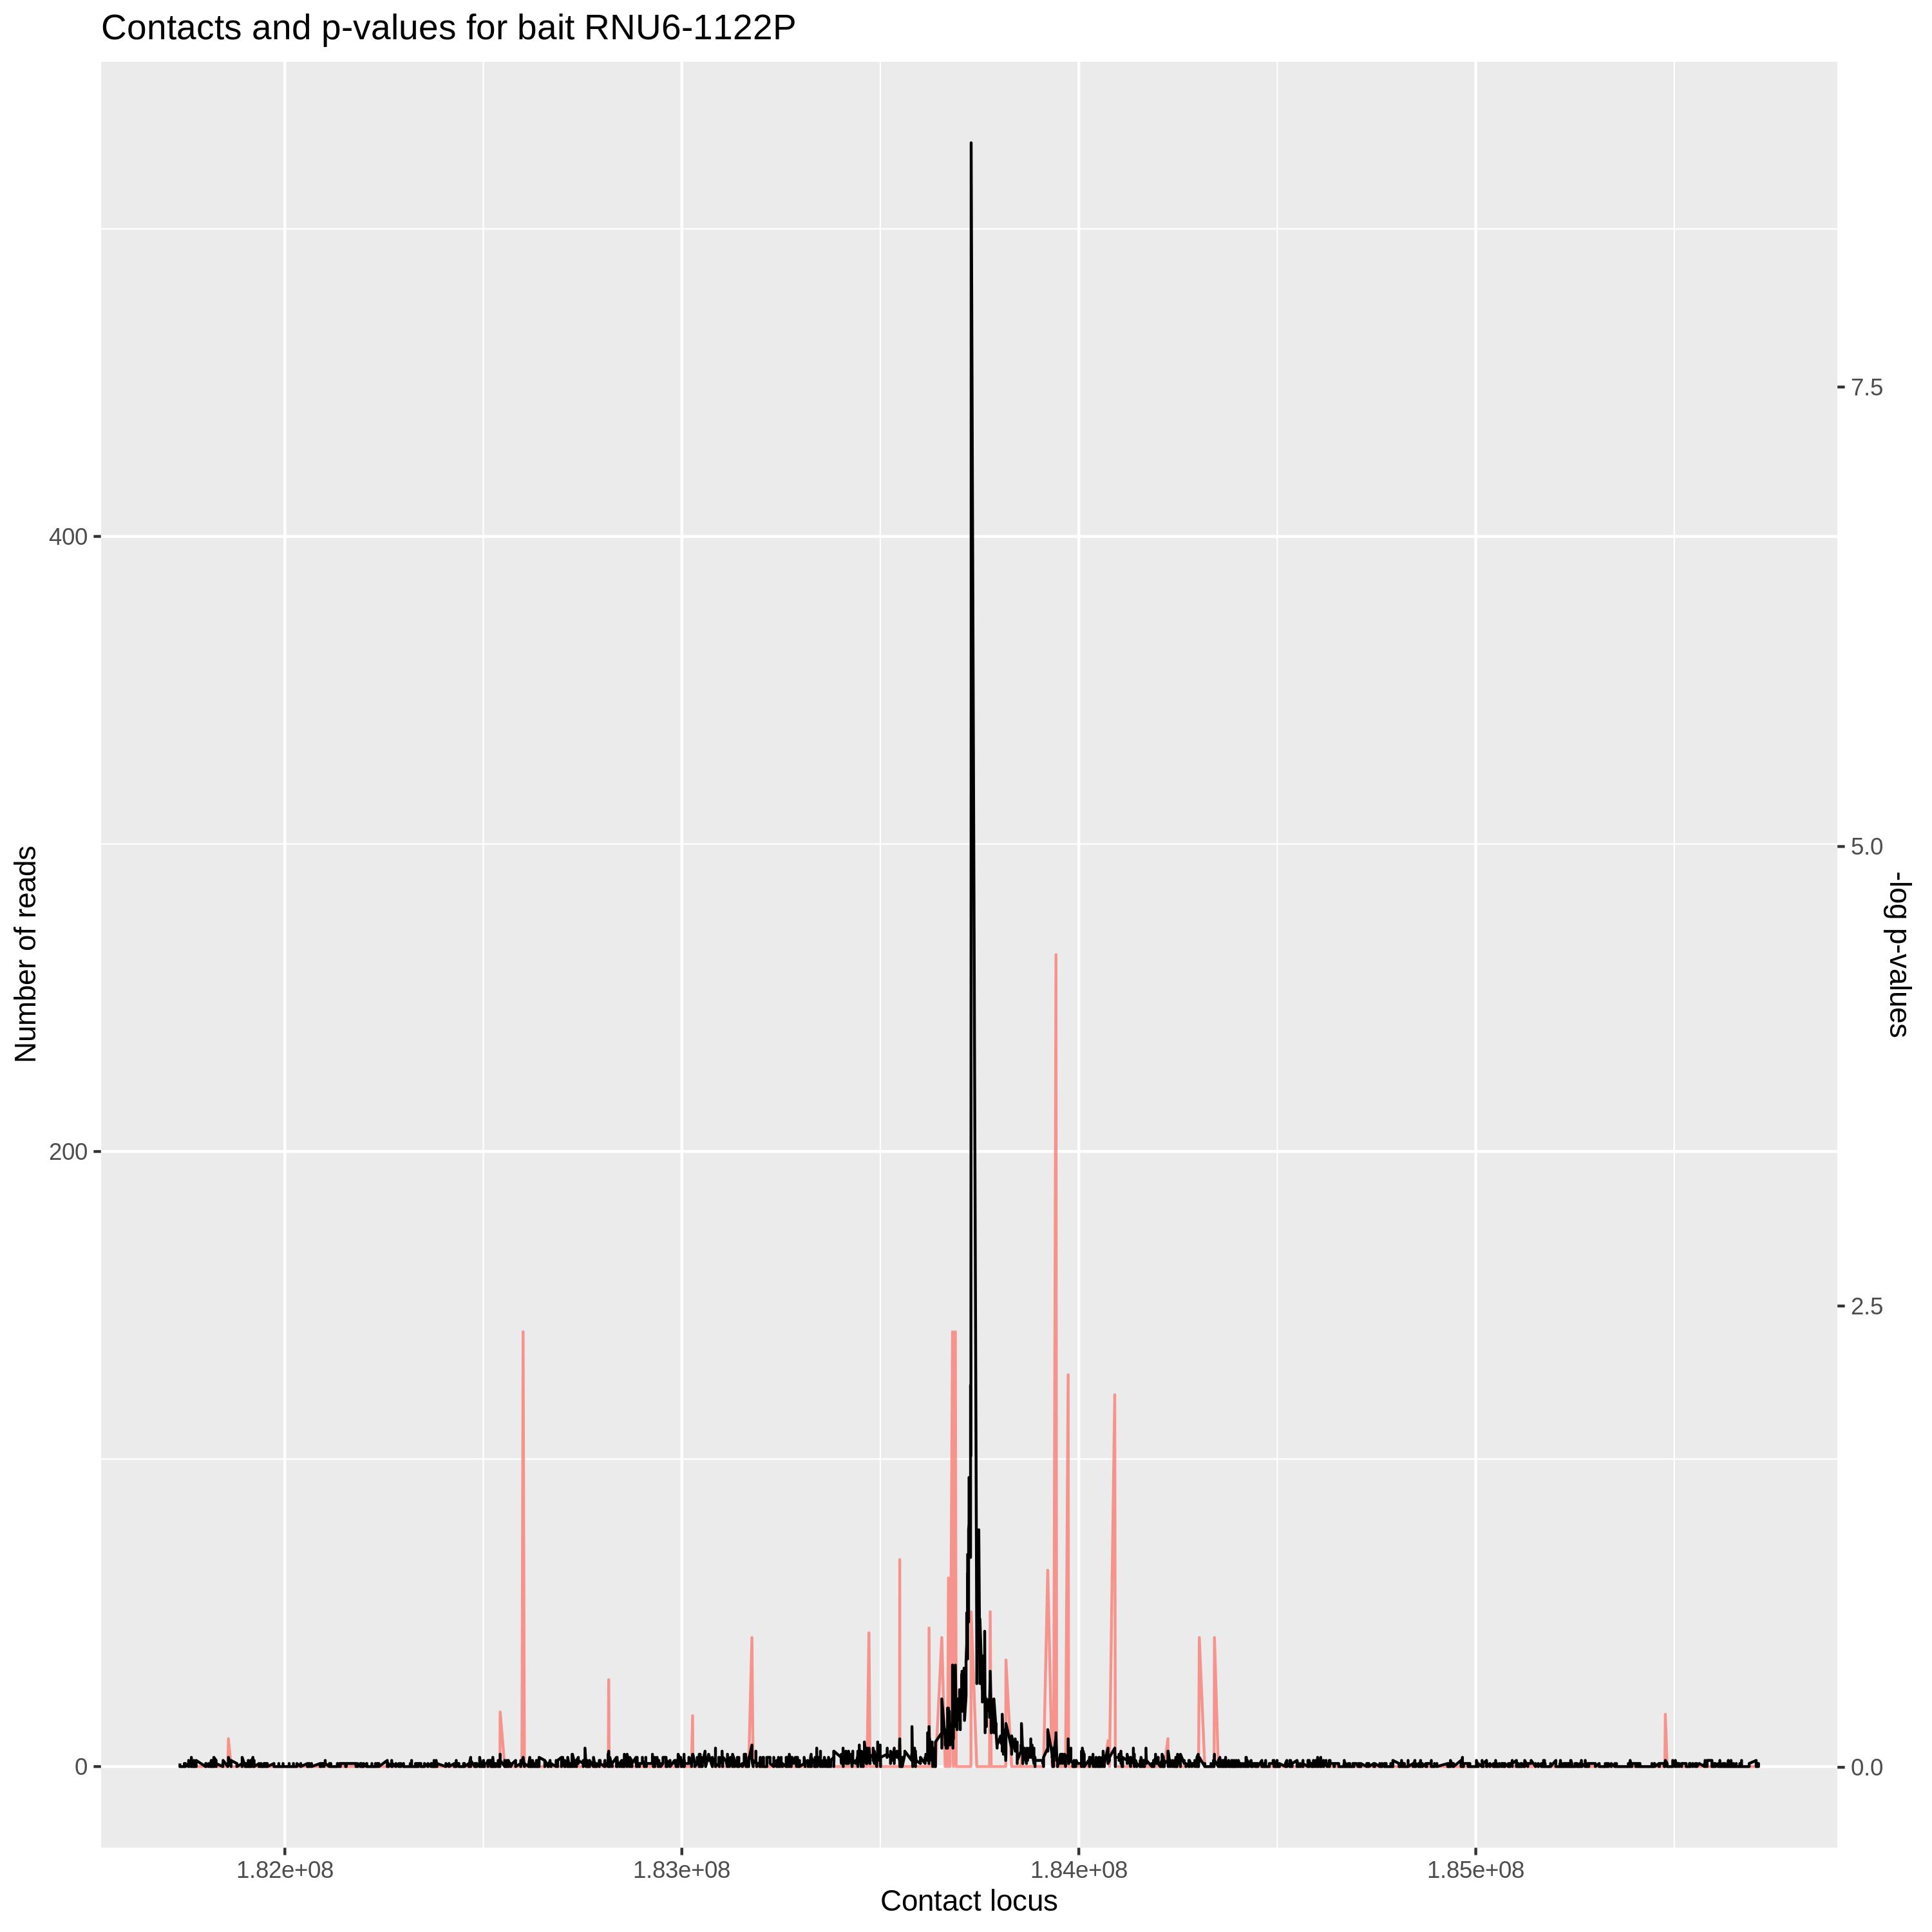 Contacts and p-values for bait RNU6-1122P
400
200
0
7.5
5.0
2.5
0.0
Number of reads
-log p-values
1.82e+08
1.83e+08
1.84e+08
1.85e+08
Contact locus